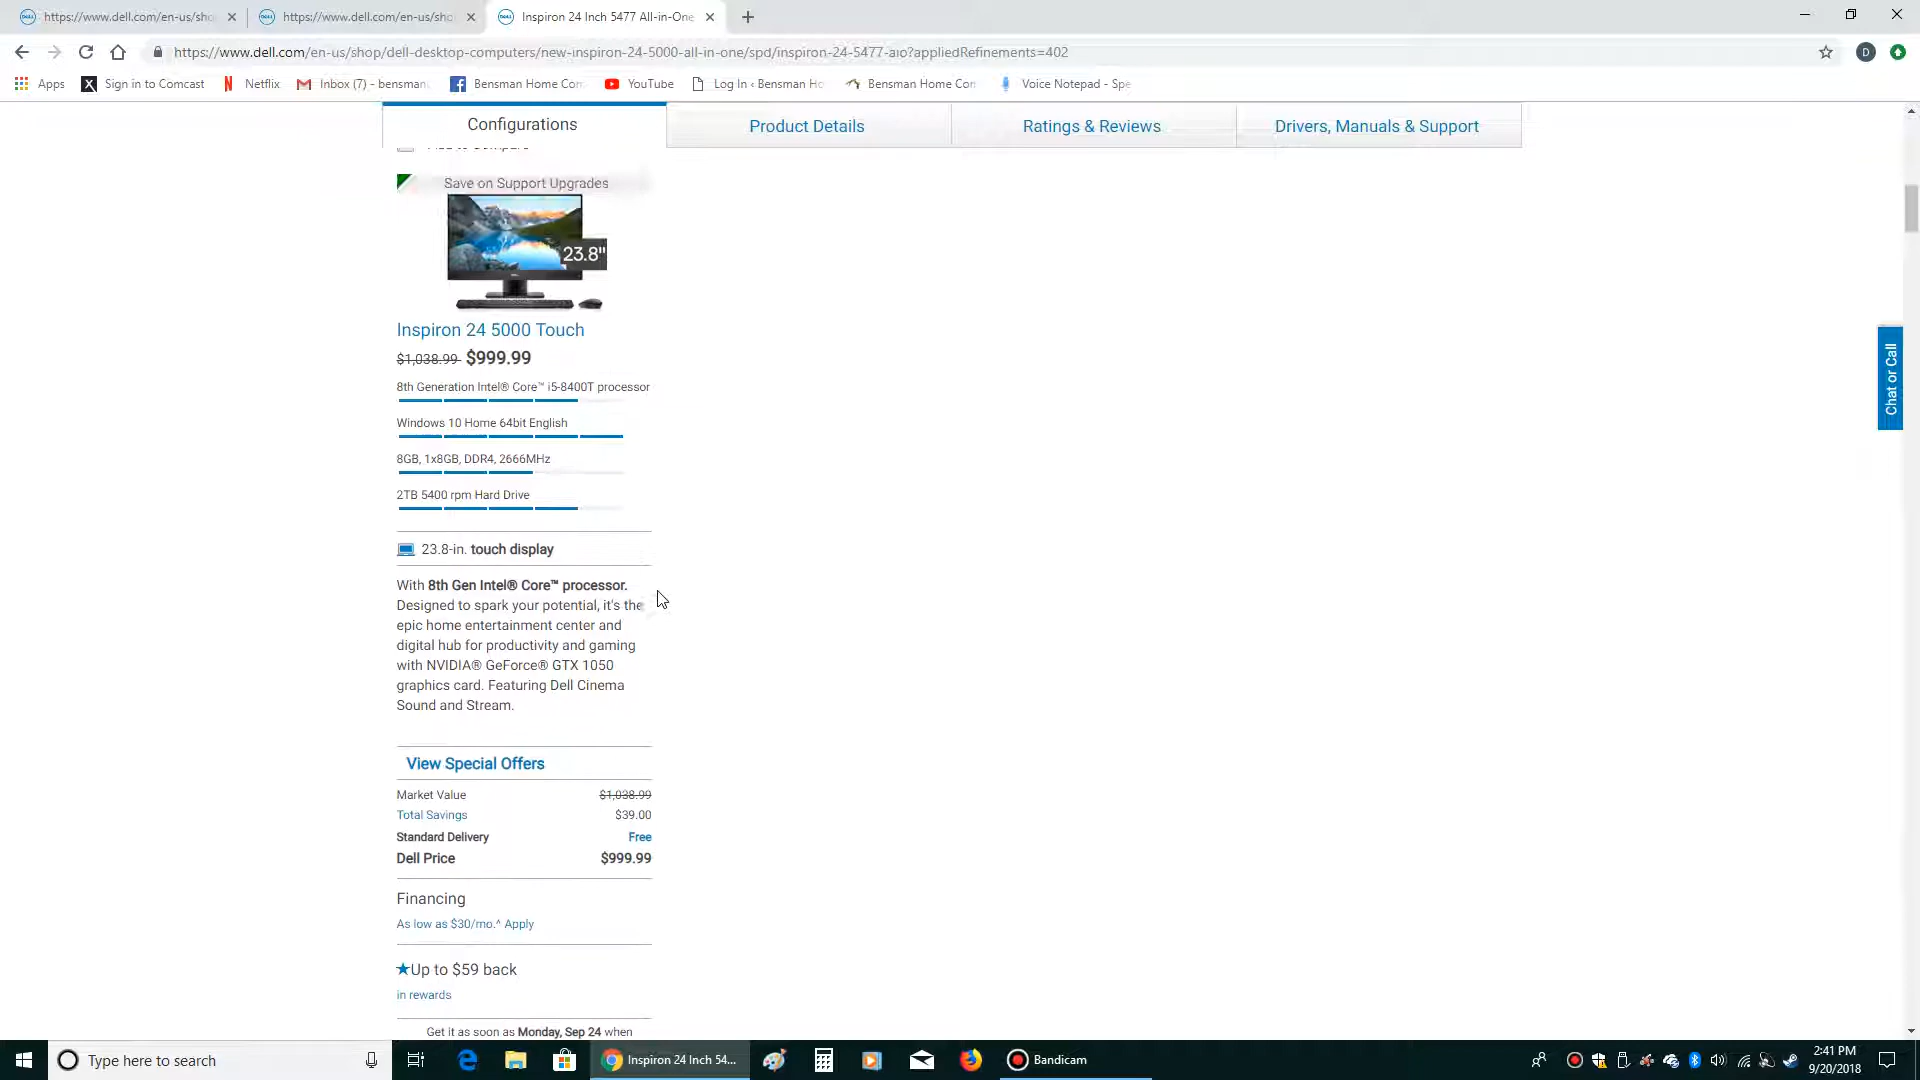 https://www.dell.com/en-us/sho
https://www.dell.com/en-us/sho
Inspiron 24 Inch 5477 All-in-One
https://www.dell.com/en-us/shop/dell-desktop-computers/new-inspiron-24-5000-all-in-one/spd/inspiron-24-5477-aio?appliedRefinements=402
D
Apps
Sign in to Comcast
Netflix
Inbox (7) - bensman
Bensman Home Com
YouTube
Log In ‹ Bensman Ho
Bensman Home Com
Voice Notepad - Spe
Configurations
Product Details
Ratings & Reviews
Drivers, Manuals & Support
Save on Support Upgrades
23.8"
Inspiron 24 5000 Touch
$1,038.99 $999.99
8th Generation Intel® Core™ i5-8400T processor
Windows 10 Home 64bit English
8GB, 1x8GB, DDR4, 2666MHz
2TB 5400 rpm Hard Drive
23.8-in. touch display
With 8th Gen Intel® Core™ processor.
Designed to spark your potential, it's the
epic home entertainment center and
digital hub for productivity and gaming
with NVIDIA® GeForce® GTX 1050
graphics card. Featuring Dell Cinema
Sound and Stream.
View Special Offers
Market Value $1,038.99
Total Savings $39.00
Standard Delivery Free
Dell Price $999.99
Financing
As low as $30/mo.^ Apply
Up to $59 back
in rewards
Get it as soon as Monday, Sep 24 when
Chat or Call
Type here to search
Inspiron 24 Inch 54...
Bandicam
2:41 PM
9/20/2018